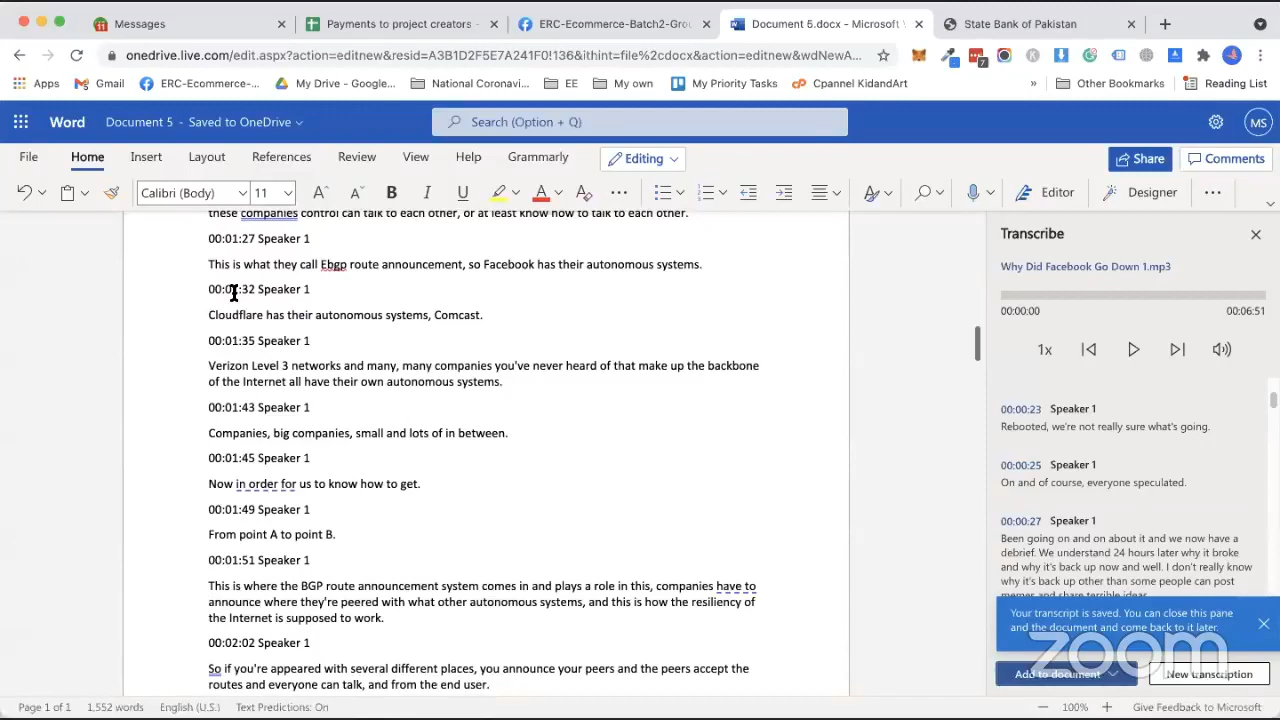 Messages
Payments to project creators -
ERC-Ecommerce-Batch2-Grou
Document 5.docx - Microsoft
State Bank of Pakistan
onedrive.live.com/edit.aspx?action=editnew&resid=A3B1D2F5E7A241F0!136&ithint=file%2cdocx&action=editnew&wdNewA...
7
Apps
Gmail
ERC-Ecommerce-...
My Drive - Google...
National Coronavi...
EE
My own
My Priority Tasks
Cpannel KidandArt
»
Other Bookmarks
Reading List
Word
Document 5 - Saved to OneDrive
Search (Option + Q)
MS
File
Home
Insert
Layout
References
Review
View
Help
Grammarly
Editing
Share
Comments
Calibri (Body)
11
B
I
U
Editor
Designer
these companies control can talk to each other, or at least know how to talk to each other.
00:01:27 Speaker 1
This is what they call Ebgp route announcement, so Facebook has their autonomous systems.
00:01:32 Speaker 1
Cloudflare has their autonomous systems, Comcast.
00:01:35 Speaker 1
Verizon Level 3 networks and many, many companies you've never heard of that make up the backbone
of the Internet all have their own autonomous systems.
00:01:43 Speaker 1
Companies, big companies, small and lots of in between.
00:01:45 Speaker 1
Now in order for us to know how to get.
00:01:49 Speaker 1
From point A to point B.
00:01:51 Speaker 1
This is where the BGP route announcement system comes in and plays a role in this, companies have to
announce where they're peered with what other autonomous systems, and this is how the resiliency of
the Internet is supposed to work.
00:02:02 Speaker 1
So if you're appeared with several different places, you announce your peers and the peers accept the
routes and everyone can talk, and from the end user.
Transcribe
Why Did Facebook Go Down 1.mp3
00:00:00
00:06:51
1x
00:00:23 Speaker 1
Rebooted, we're not really sure what's going.
00:00:25 Speaker 1
On and of course, everyone speculated.
00:00:27 Speaker 1
Been going on and on about it and we now have a
debrief. We understand 24 hours later why it broke
and why it's back up now and well. I don't really know
why it's back up other than some people can post
memes and share terrible ideas
Your transcript is saved. You can close this pane
and the document and come back to it later.
zoom
Add to document
New transcription
Page 1 of 1
1,552 words
English (U.S.)
Text Predictions: On
100%
Give Feedback to Microsoft